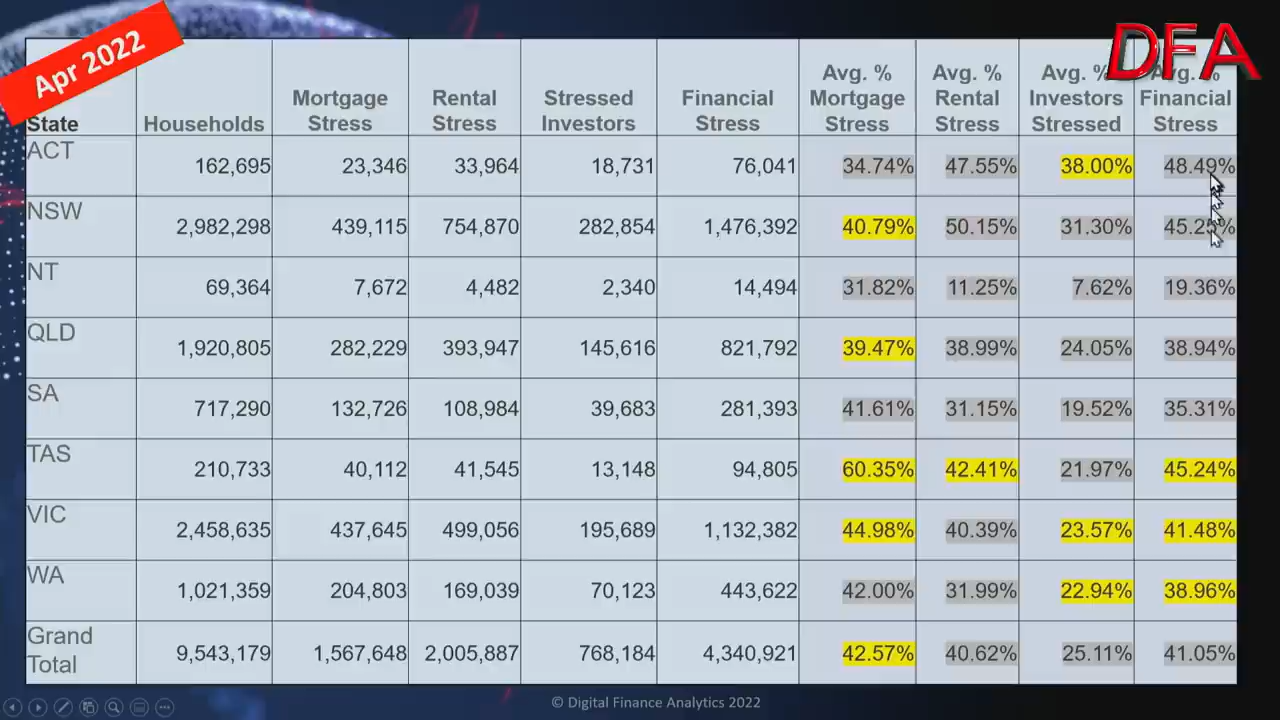 Apr 2022
DFA
State Households Mortgage Stress Rental Stress Stressed Investors Financial Stress Avg. % Mortgage Stress Avg. % Rental Stress Avg. % Investors Stressed Avg. % Financial Stress
ACT 162,695 23,346 33,964 18,731 76,041 34.74% 47.55% 38.00% 48.49%
NSW 2,982,298 439,115 754,870 282,854 1,476,392 40.79% 50.15% 31.30% 45.25%
NT 69,364 7,672 4,482 2,340 14,494 31.82% 11.25% 7.62% 19.36%
QLD 1,920,805 282,229 393,947 145,616 821,792 39.47% 38.99% 24.05% 38.94%
SA 717,290 132,726 108,984 39,683 281,393 41.61% 31.15% 19.52% 35.31%
TAS 210,733 40,112 41,545 13,148 94,805 60.35% 42.41% 21.97% 45.24%
VIC 2,458,635 437,645 499,056 195,689 1,132,382 44.98% 40.39% 23.57% 41.48%
WA 1,021,359 204,803 169,039 70,123 443,622 42.00% 31.99% 22.94% 38.96%
Grand Total 9,543,179 1,567,648 2,005,887 768,184 4,340,921 42.57% 40.62% 25.11% 41.05%
© Digital Finance Analytics 2022